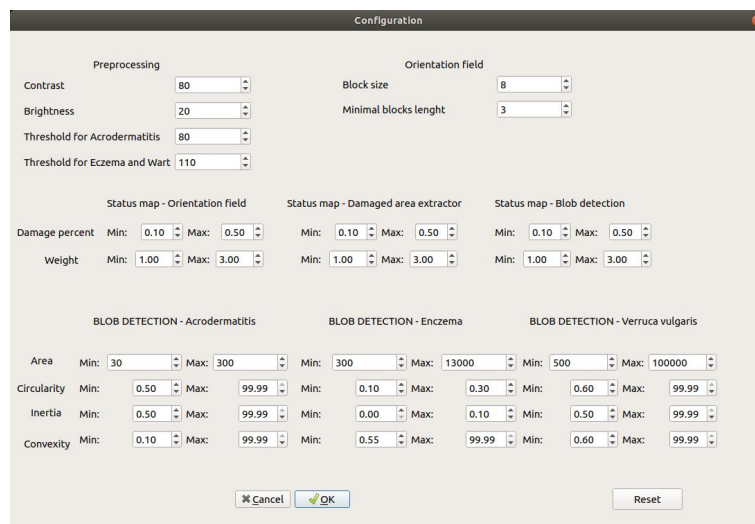 Configuration
Preprocessing Orientation field
Contrast 80 Block size 8
Brightness 20 Minimal blocks lenght 3
Threshold for Acrodermatitis 80
Threshold for Eczema and Wart 110
Status map - Orientation field Status map - Damaged area extractor Status map - Blob detection
Damage percent Min: 0.10 Max: 0.50 Min: 0.10 Max: 0.50 Min: 0.10 Max: 0.50
Weight Min: 1.00 Max: 3.00 Min: 1.00 Max: 3.00 Min: 1.00 Max: 3.00
BLOB DETECTION - Acrodermatitis BLOB DETECTION - Enczema BLOB DETECTION - Verruca vulgaris
Area Min: 30 Max: 300 Min: 300 Max: 13000 Min: 500 Max: 100000
Circularity Min: 0.50 Max: 99.99 Min: 0.10 Max: 0.30 Min: 0.60 Max: 99.99
Inertia Min: 0.50 Max: 99.99 Min: 0.00 Max: 0.10 Min: 0.50 Max: 99.99
Convexity Min: 0.10 Max: 99.99 Min: 0.55 Max: 99.99 Min: 0.60 Max: 99.99
Cancel OK Reset